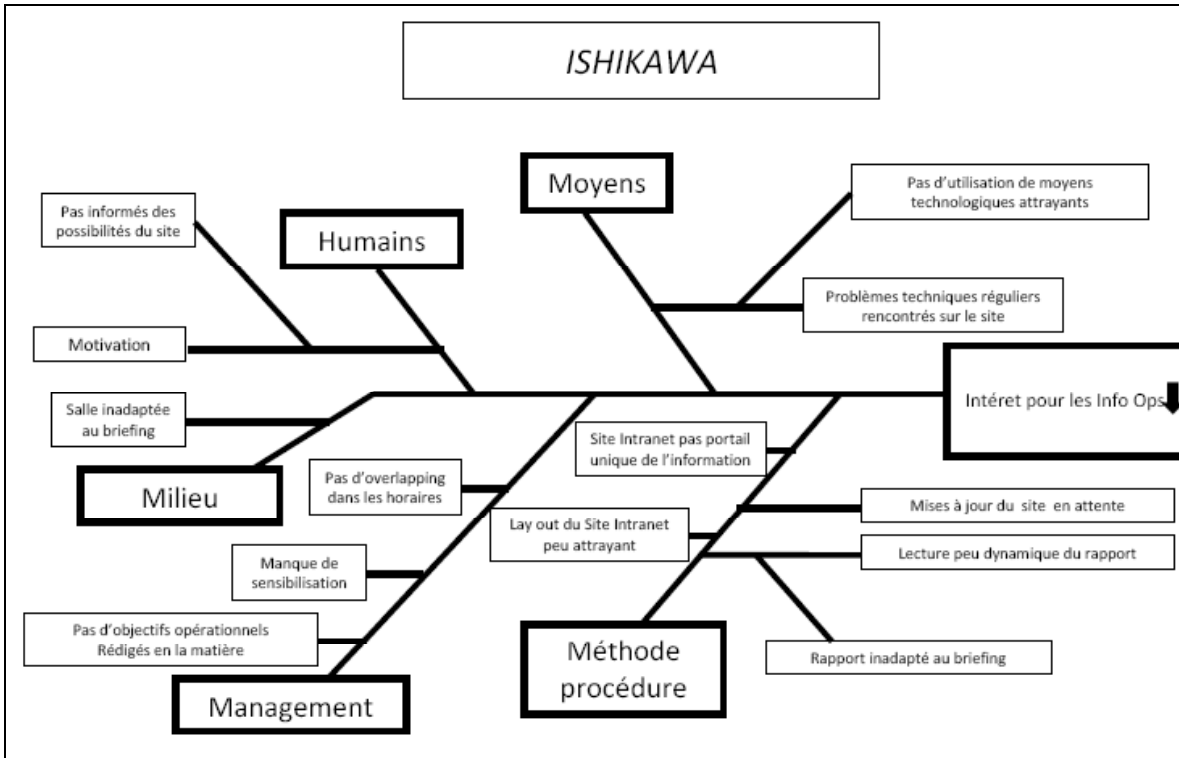 ISHIKAWA
Moyens
Pas d'utilisation de moyens
technologiques attrayants
Pas informés des
possibilités du site
Humains
Problèmes techniques réguliers
rencontrés sur le site
Motivation
Intéret pour les Info Ops
Salle inadaptée
au briefing
Milieu
Site Intranet pas portail
unique de l'information
Pas d'overlapping
dans les horaires
Mises à jour du site en attente
Lay out du Site Intranet
peu attrayant
Lecture peu dynamique du rapport
Manque de
sensibilisation
Pas d'objectifs opérationnels
Rédigés en la matière
Méthode
procédure
Rapport inadapté au briefing
Management